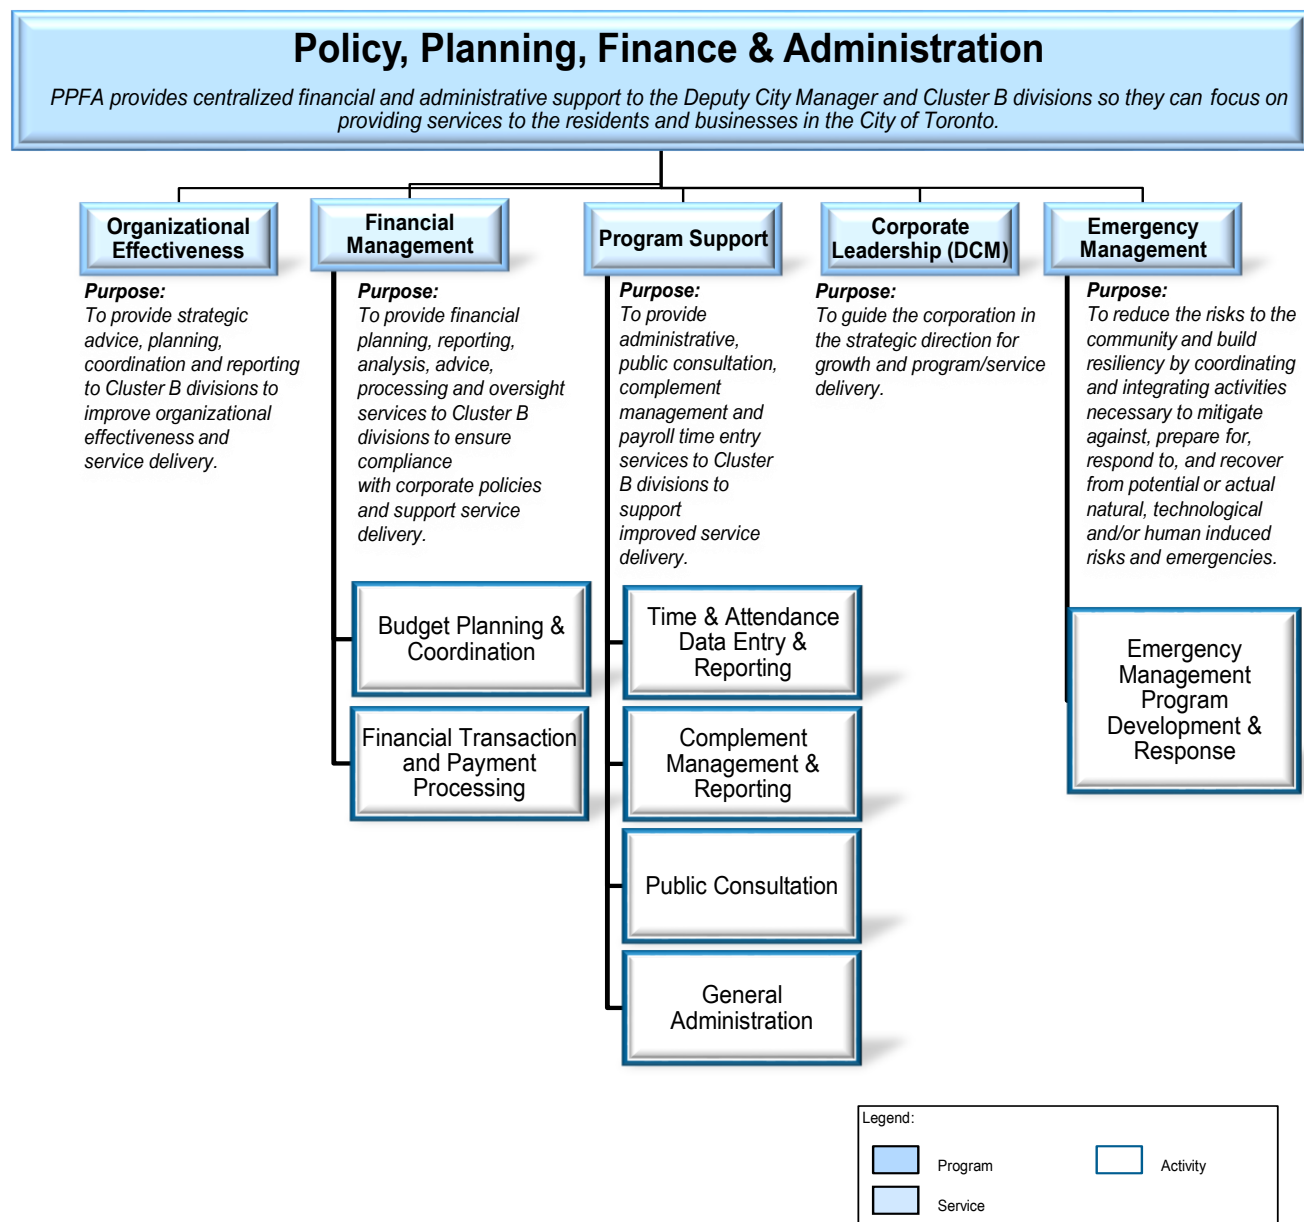 Policy, Planning, Finance & Administration
PPFA provides centralized financial and administrative support to the Deputy City Manager and Cluster B divisions so they can focus on
providing services to the residents and businesses in the City of Toronto.
Organizational
Effectiveness
Purpose:
To provide strategic
advice, planning,
coordination and reporting
to Cluster B divisions to
improve organizational
effectiveness and
service delivery.
Financial
Management
Purpose:
To provide financial
planning, reporting,
analysis, advice,
processing and oversight
services to Cluster B
divisions to ensure
compliance
with corporate policies
and support service
delivery.
Budget Planning &
Coordination
Financial Transaction
and Payment
Processing
Program Support
Purpose:
To provide
administrative,
public consultation,
complement
management and
payroll time entry
services to Cluster
B divisions to
support
improved service
delivery.
Time & Attendance
Data Entry &
Reporting
Complement
Management &
Reporting
Public Consultation
General
Administration
Corporate
Leadership (DCM)
Purpose:
To guide the corporation in
the strategic direction for
growth and program/service
delivery.
Emergency
Management
Purpose:
To reduce the risks to the
community and build
resiliency by coordinating
and integrating activities
necessary to mitigate
against, prepare for,
respond to, and recover
from potential or actual
natural, technological
and/or human induced
risks and emergencies.
Emergency
Management
Program
Development &
Response
Legend:
Program
Activity
Service